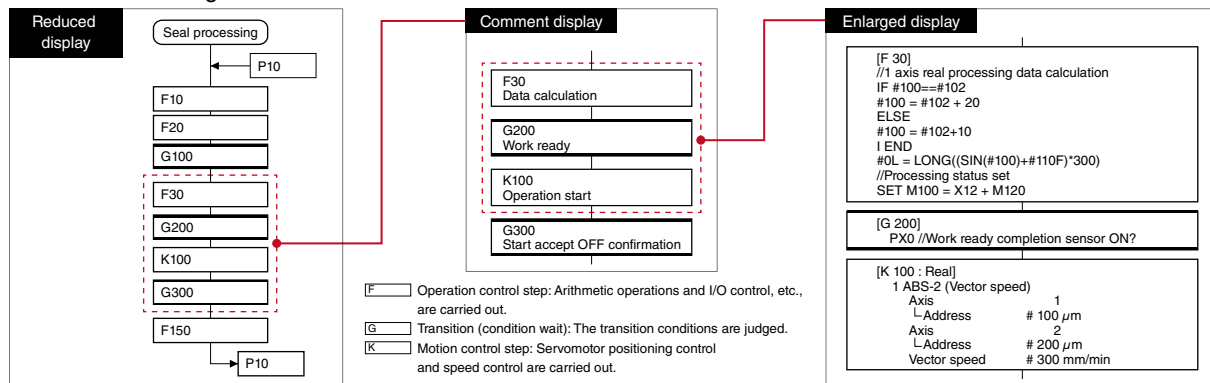 Reduced
display
Seal processing
P10
F10
F20
G100
F30
G200
K100
G300
F150
P10
Comment display
F30
Data calculation
G200
Work ready
K100
Operation start
G300
Start accept OFF confirmation
F Operation control step: Arithmetic operations and I/O control, etc.,
are carried out.
G Transition (condition wait): The transition conditions are judged.
K Motion control step: Servomotor positioning control
and speed control are carried out.
Enlarged display
[F 30]
//1 axis real processing data calculation
IF #100==#102
#100 = #102 + 20
ELSE
#100 = #102+10
I END
#0L = LONG((SIN(#100)+#110F)*300)
//Processing status set
SET M100 = X12 + M120
[G 200]
PX0 //Work ready completion sensor ON?
[K 100 : Real]
1 ABS-2 (Vector speed)
Axis 1
Address # 100 µm
Axis 2
Address # 200 µm
Vector speed # 300 mm/min